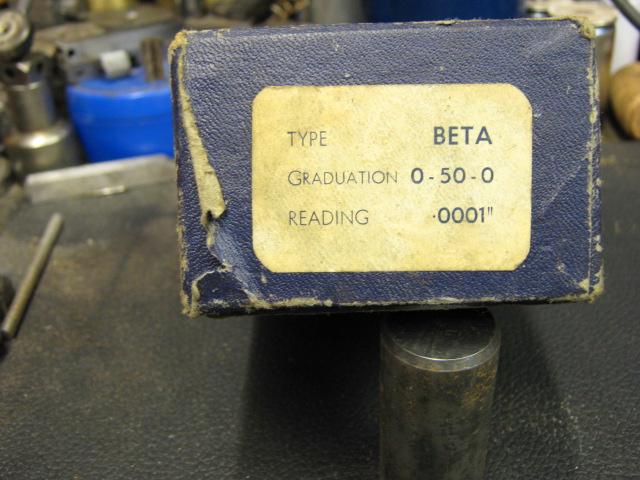 TYPE BETA
GRADUATION 0-50-0
READING ·0001"